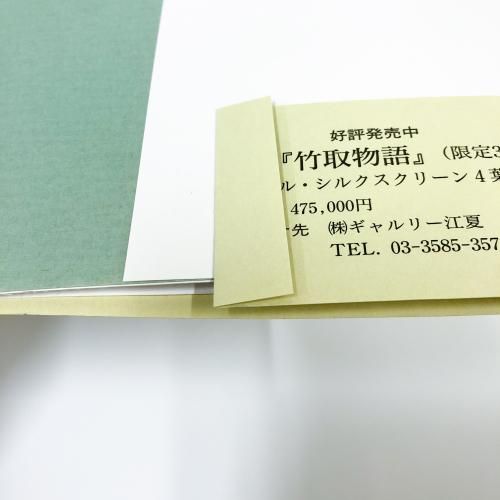 好評発売中
『竹取物語』（限定3
ル・シルクスクリーン4葉
475,000円
先 ㈱ギャルリー江夏
TEL. 03-3585-357